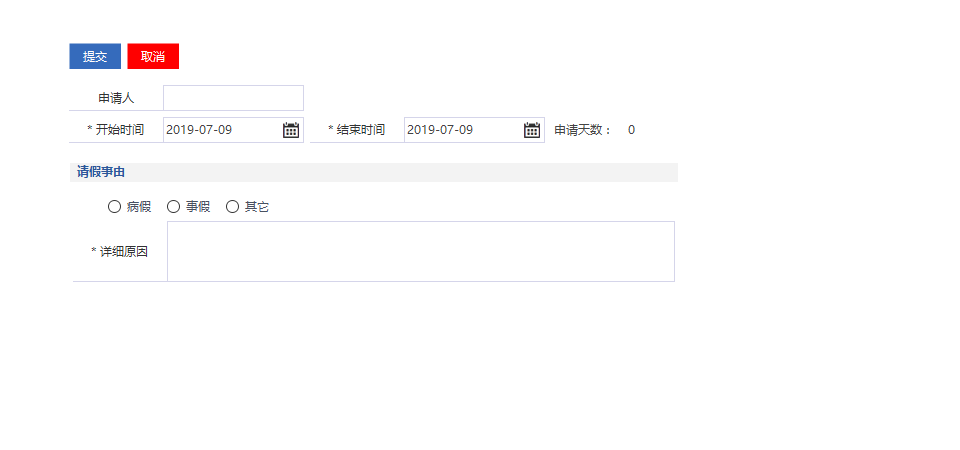 提交 取消
申请人
* 开始时间 2019-07-09 * 结束时间 2019-07-09 申请天数： 0
请假事由
病假 事假 其它
* 详细原因